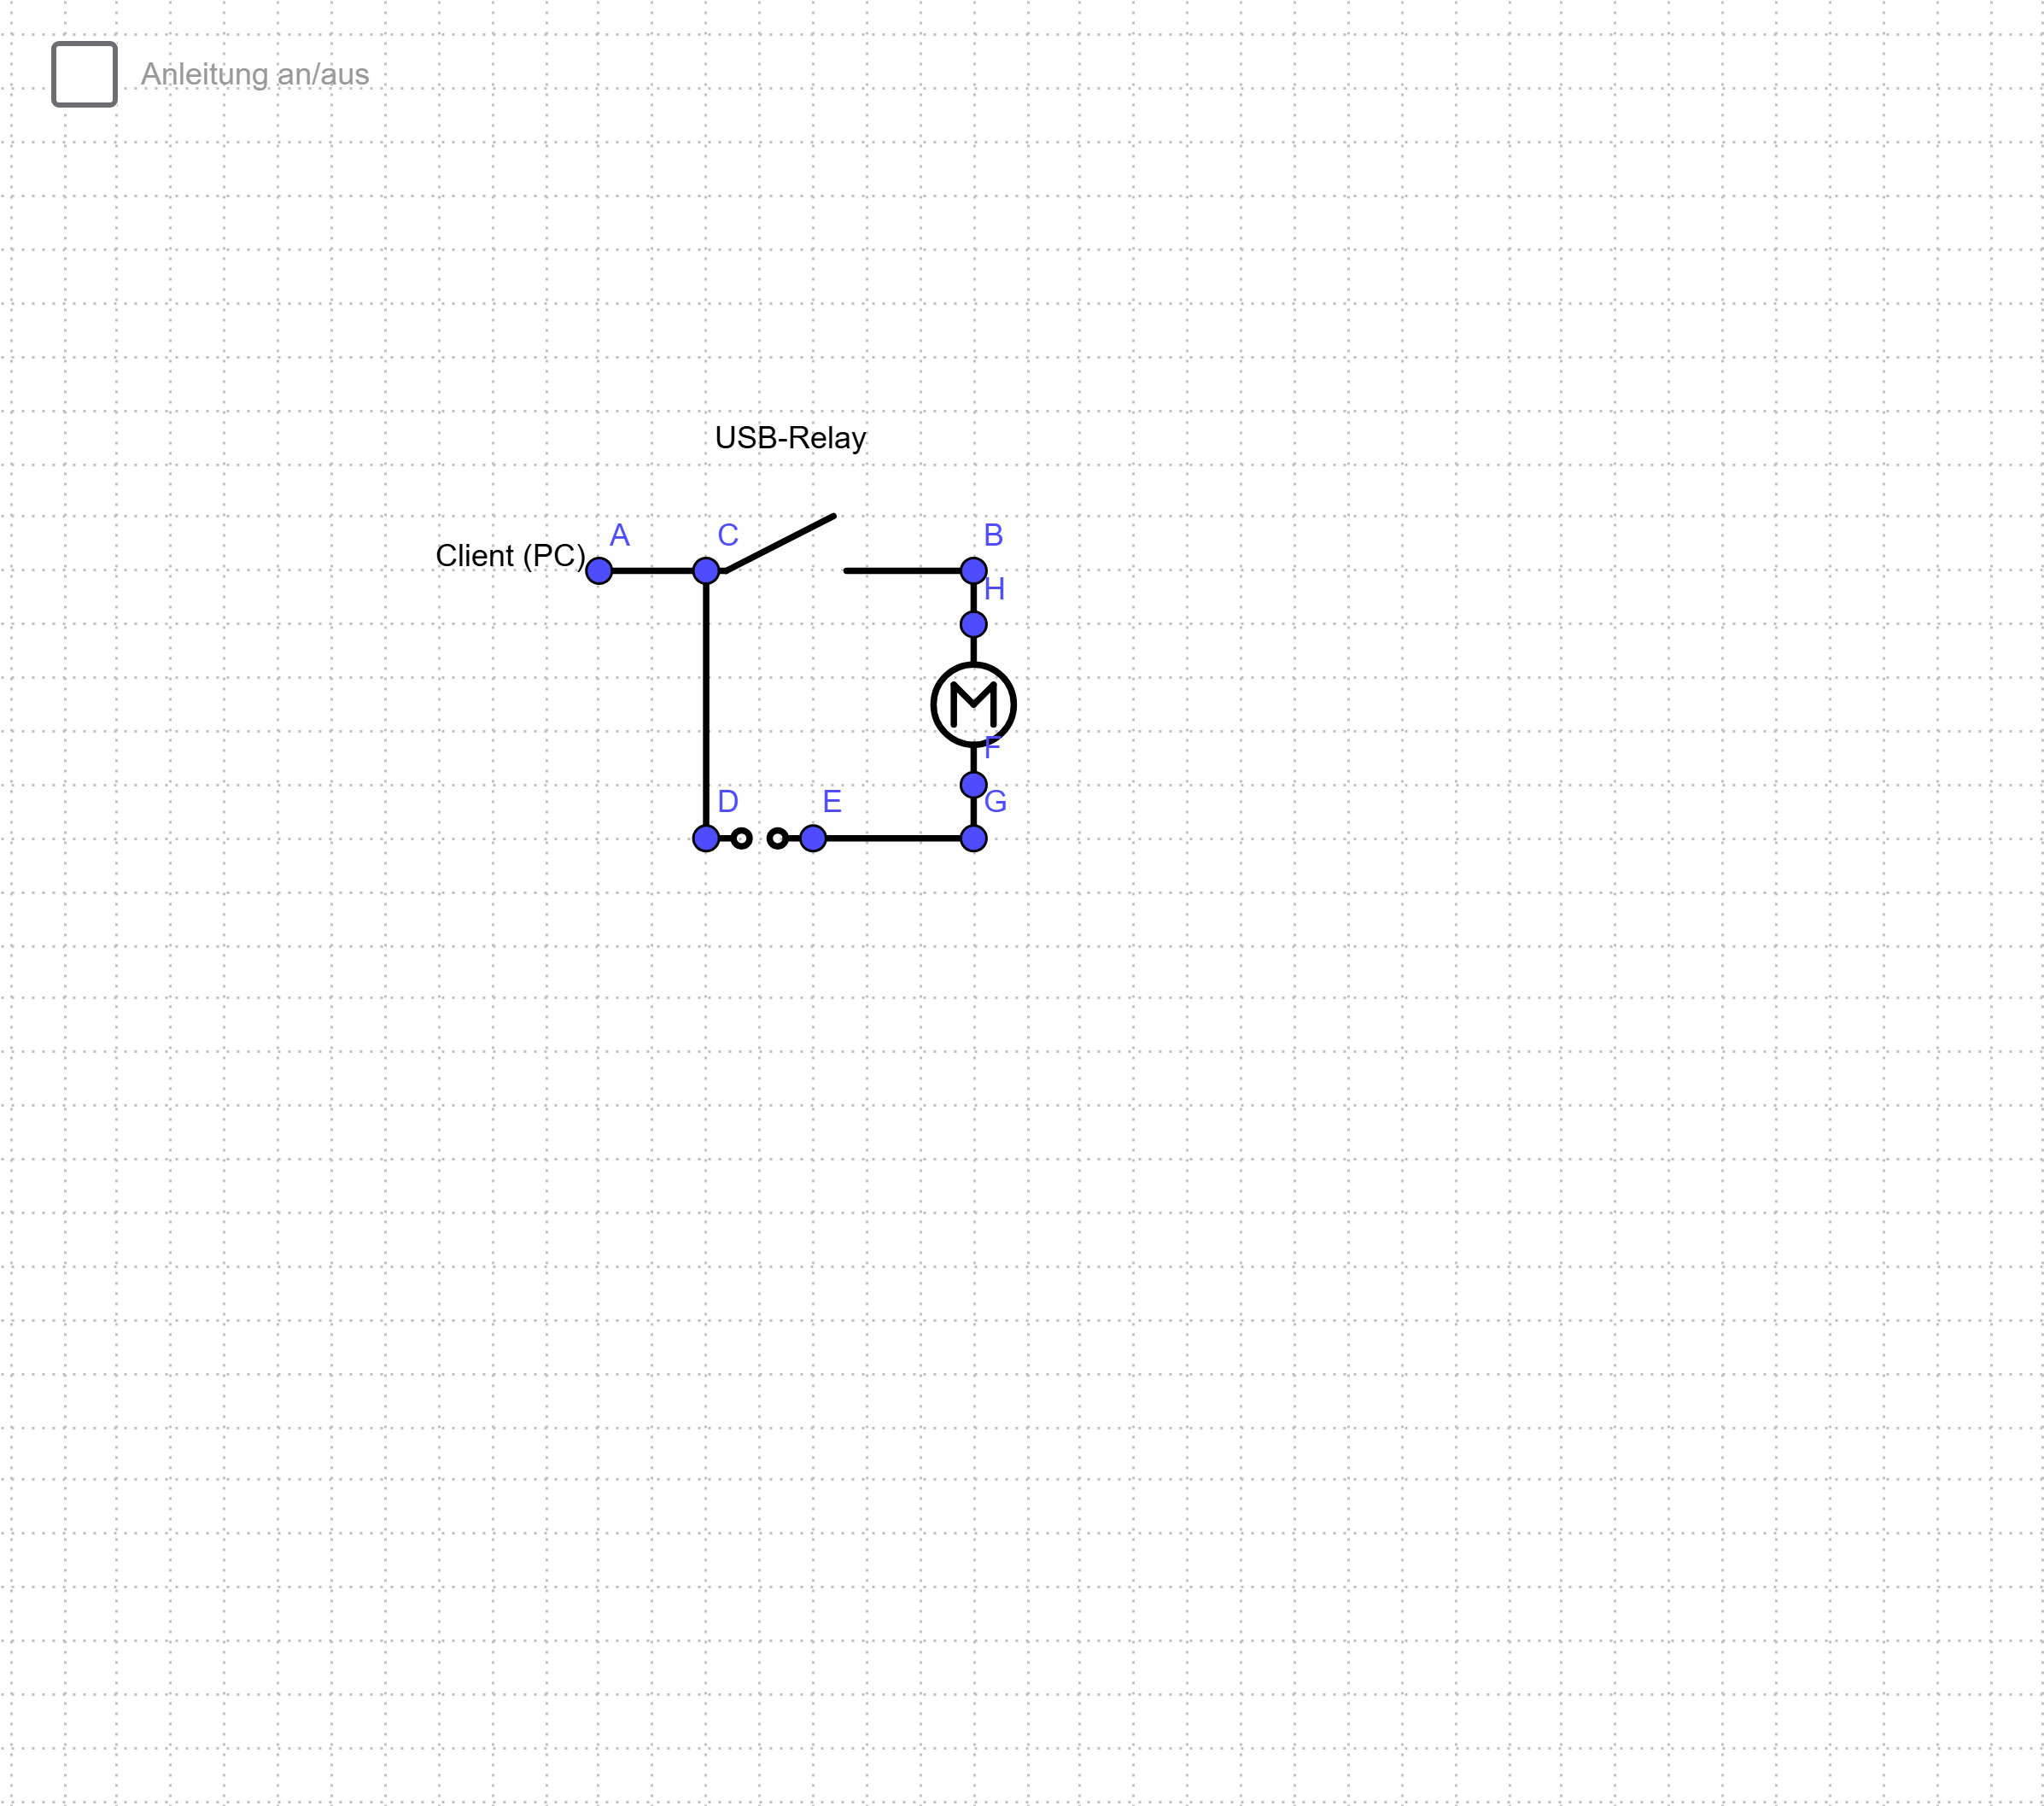 Anleitung an/aus
USB-Relay
A
C
B
Client (PC)
H
M
F
D
E
G